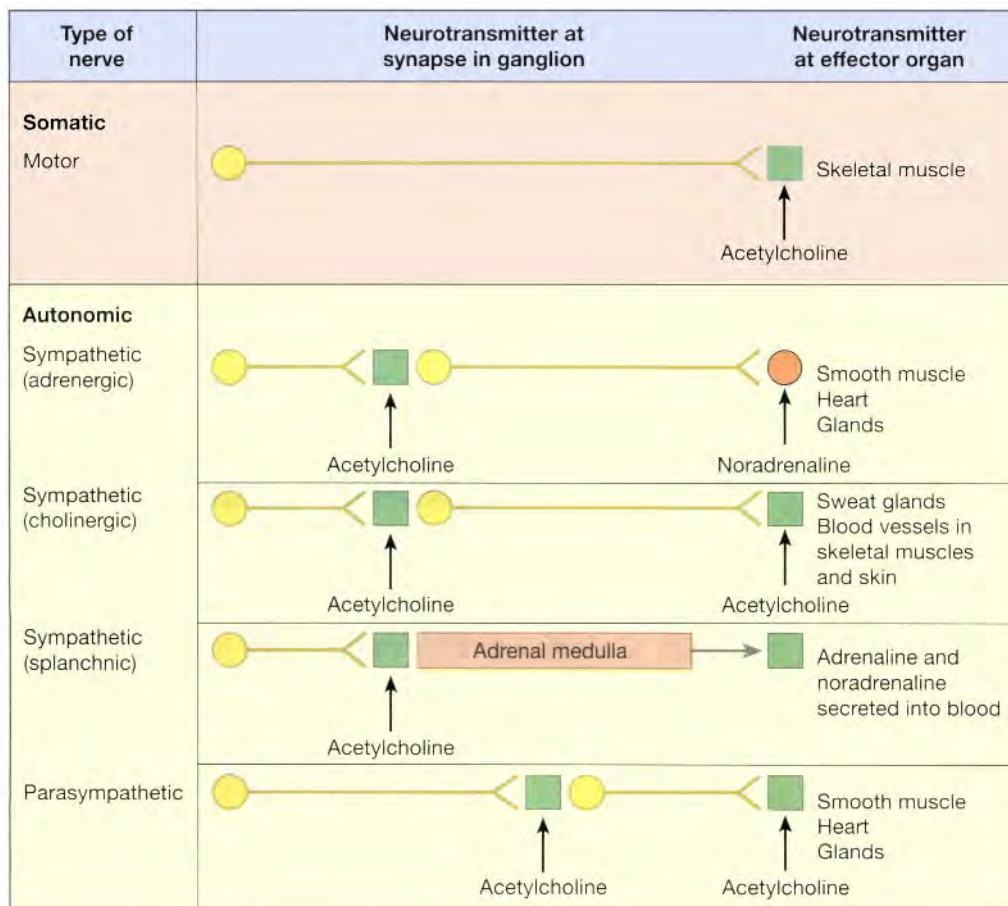 Type of
nerve
Neurotransmitter at
synapse in ganglion
Neurotransmitter
at effector organ
Somatic
Motor
Skeletal muscle
Acetylcholine
Autonomic
Sympathetic
(adrenergic)
Smooth muscle
Heart
Glands
Acetylcholine
Noradrenaline
Sympathetic
(cholinergic)
Sweat glands
Blood vessels in
skeletal muscles
and skin
Acetylcholine
Acetylcholine
Sympathetic
(splanchnic)
Adrenal medulla
Adrenaline and
noradrenaline
secreted into blood
Acetylcholine
Parasympathetic
Smooth muscle
Heart
Glands
Acetylcholine
Acetylcholine